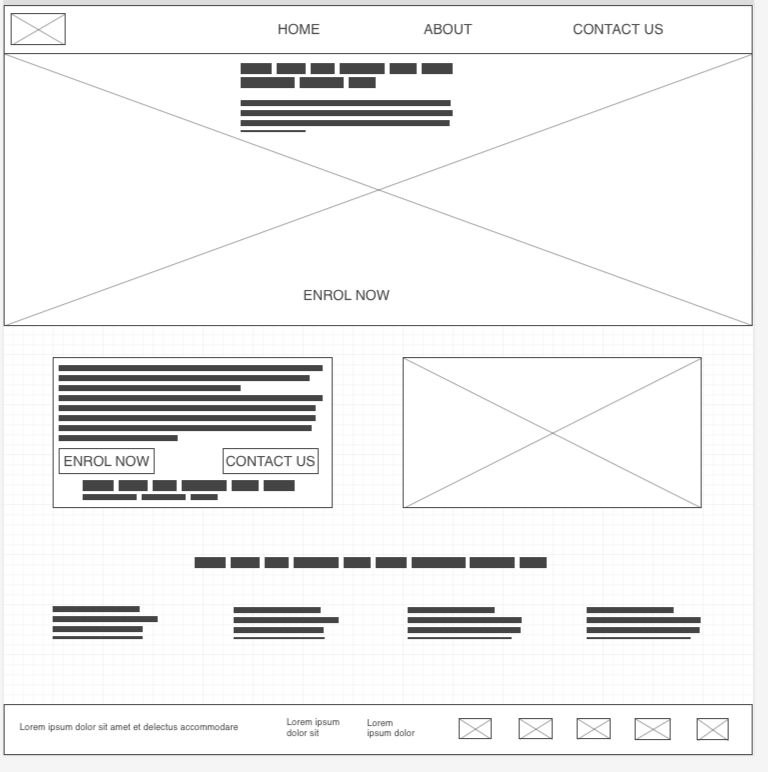 HOME ABOUT CONTACT US
ENROL NOW
ENROL NOW CONTACT US
Lorem ipsum dolor sit amet et delectus accommodare
Lorem ipsum
dolor sit
Lorem
ipsum dolor